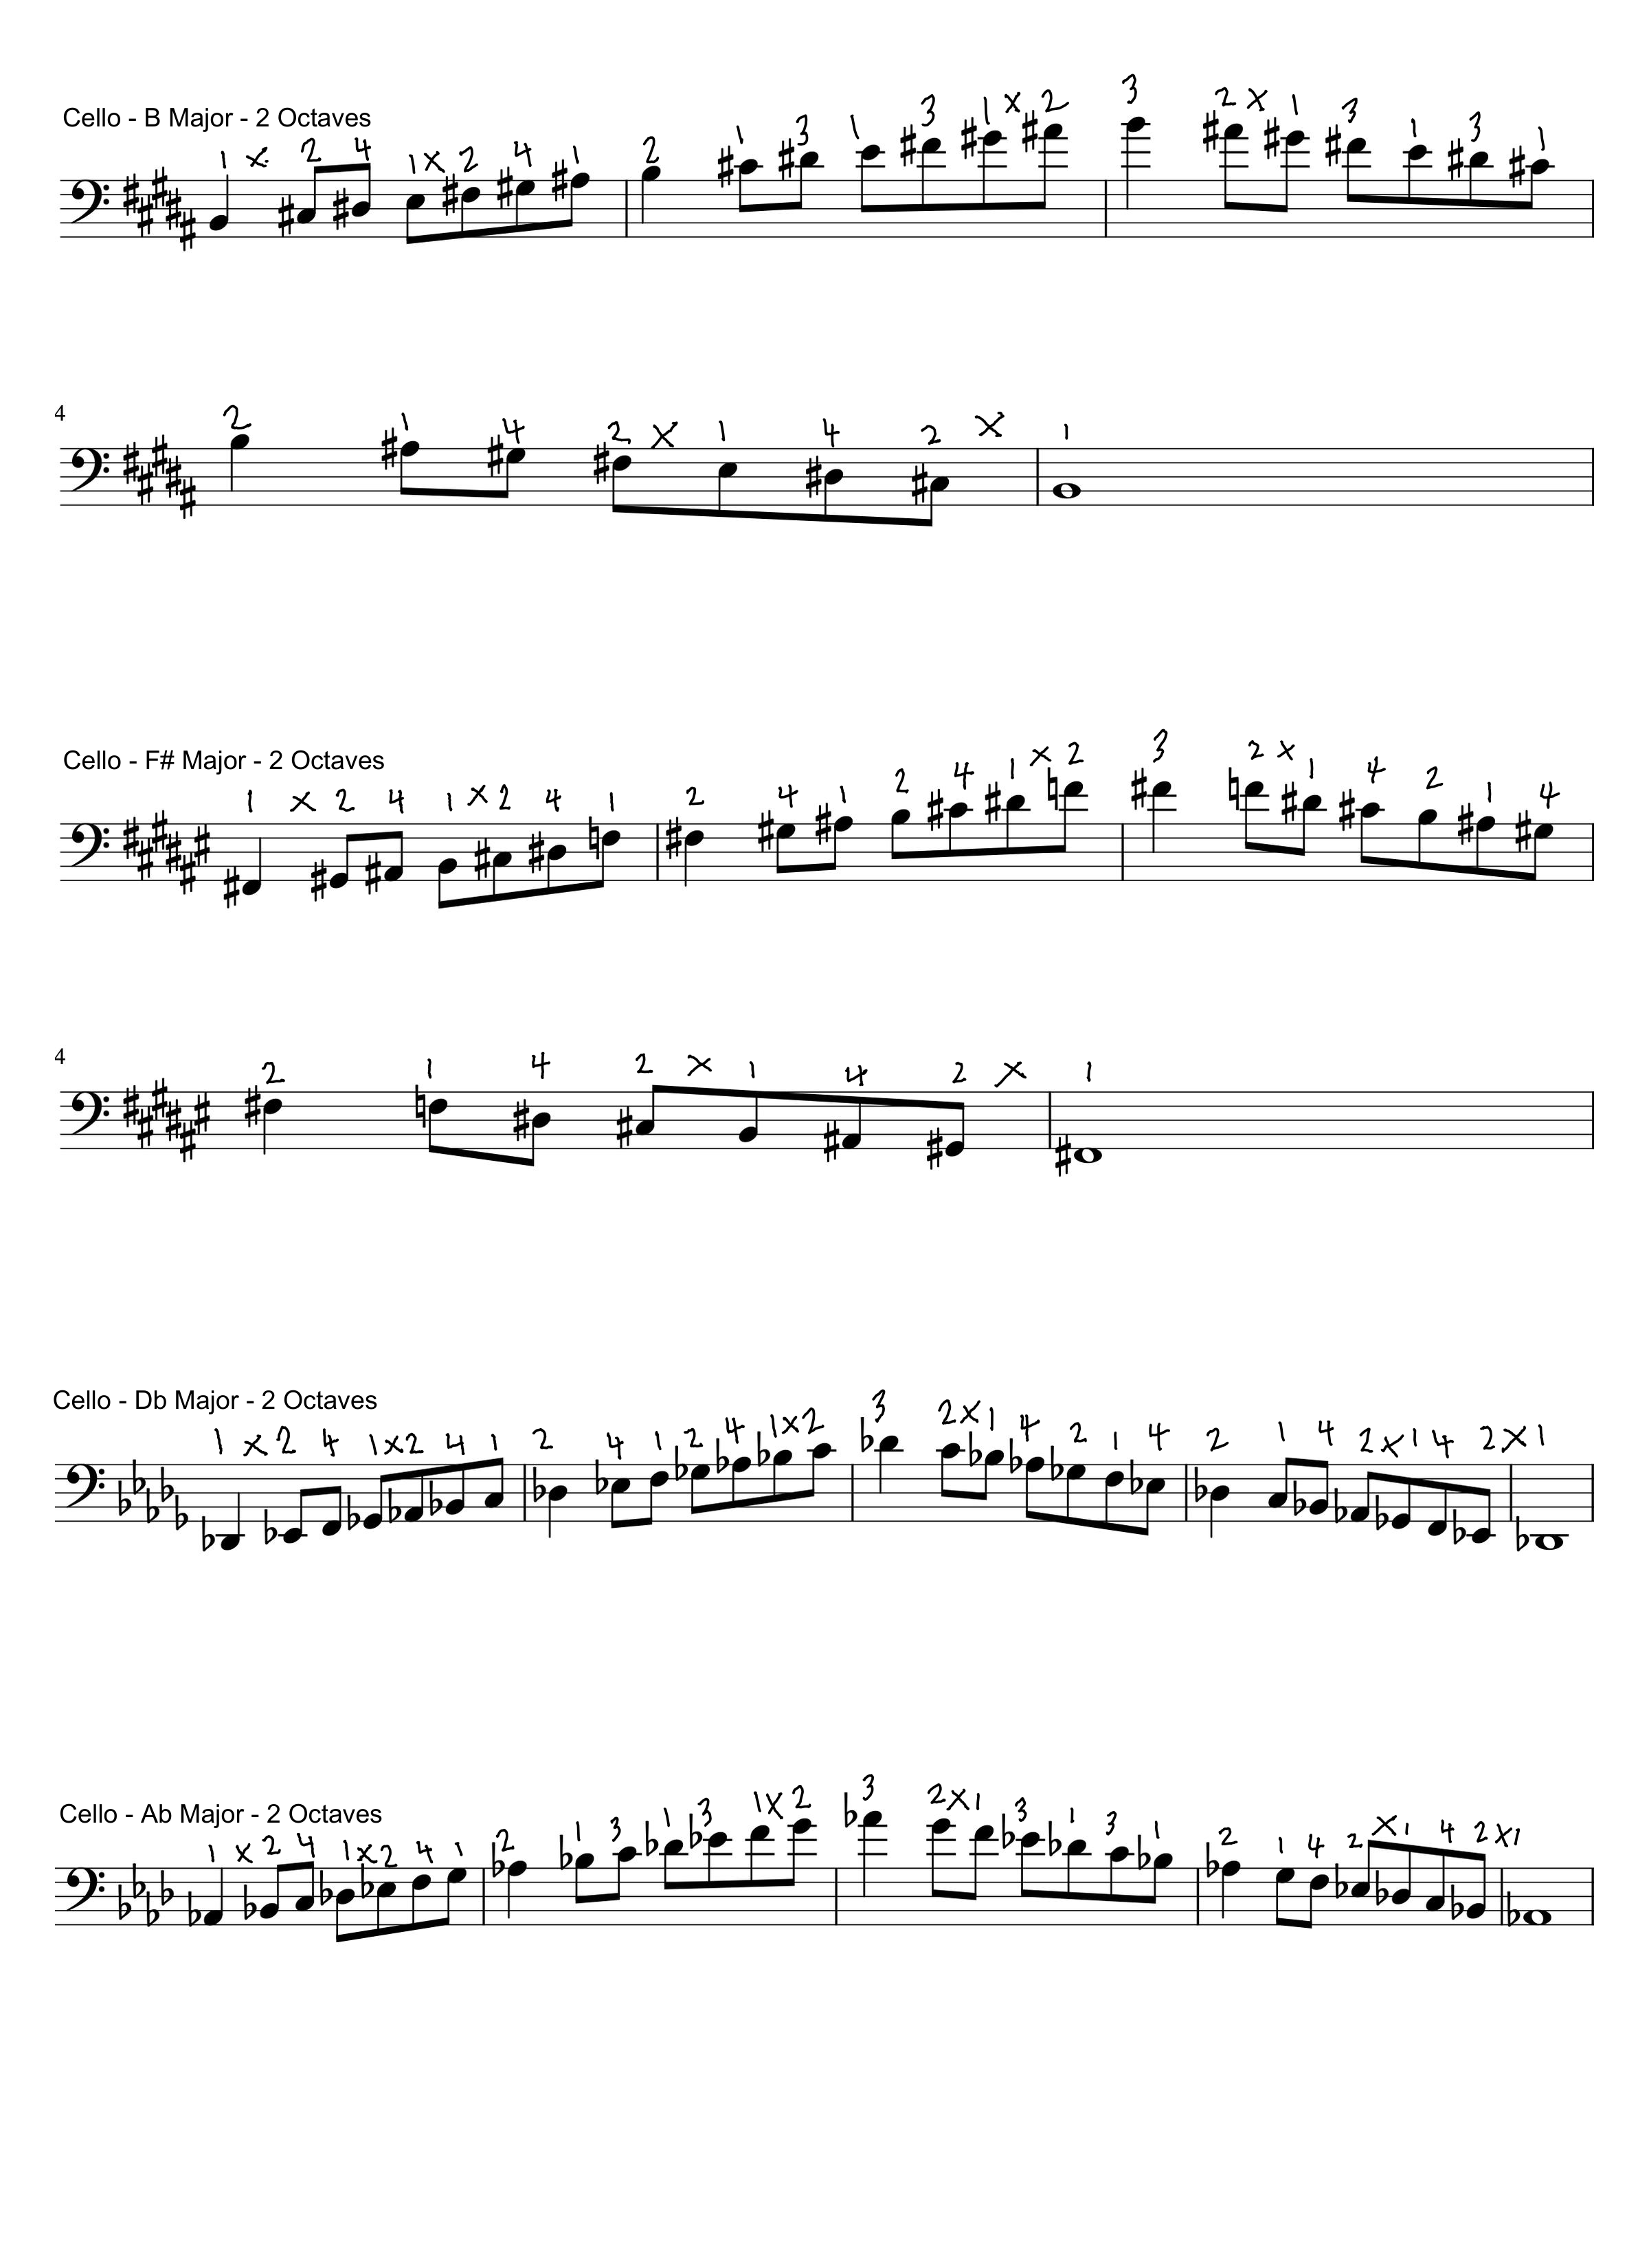 Cello - B Major - 2 Octaves
1 x 2 4 1 x 2 4 1 2 1 3 1 3 1 x 2 3 2 x 1 3 1 3 1
4
2 1 4 2 x 1 4 2 x 1
Cello - F# Major - 2 Octaves
1 x 2 4 1 x 2 4 1 2 4 1 2 4 1 x 2 3 2 x 1 4 2 1 4
4
2 1 4 2 x 1 4 2 x 1
Cello - Db Major - 2 Octaves
1 x 2 4 1 x 2 4 1 2 4 1 2 4 1 x 2 3 2 x 1 4 2 1 4 2 1 4 2 x 1 4 2 x 1
Cello - Ab Major - 2 Octaves
1 x 2 4 1 x 2 4 1 2 1 3 1 3 1 x 2 3 2 x 1 3 1 3 1 2 1 4 2 x 1 4 2 x 1